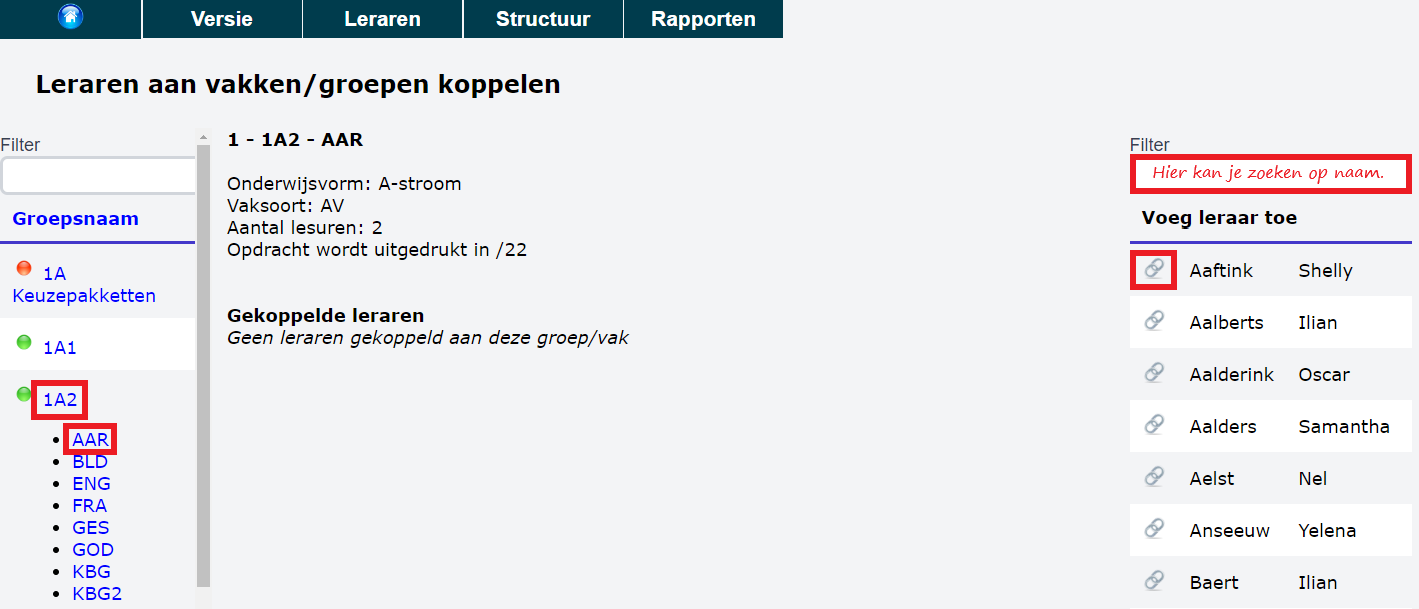 Versie Leraren Structuur Rapporten
Leraren aan vakken/groepen koppelen
Filter
Groepsnaam
1A
Keuzepakketten
1A1
1A2
AAR
BLD
ENG
FRA
GES
GOD
KBG
KBG2
1 - 1A2 - AAR
Onderwijsvorm: A-stroom
Vaksoort: AV
Aantal lesuren: 2
Opdracht wordt uitgedrukt in /22
Gekoppelde leraren
Geen leraren gekoppeld aan deze groep/vak
Filter
Hier kan je zoeken op naam.
Voeg leraar toe
Aaftink Shelly
Aalberts Ilian
Aalderink Oscar
Aalders Samantha
Aelst Nel
Anseeuw Yelena
Baert Ilian